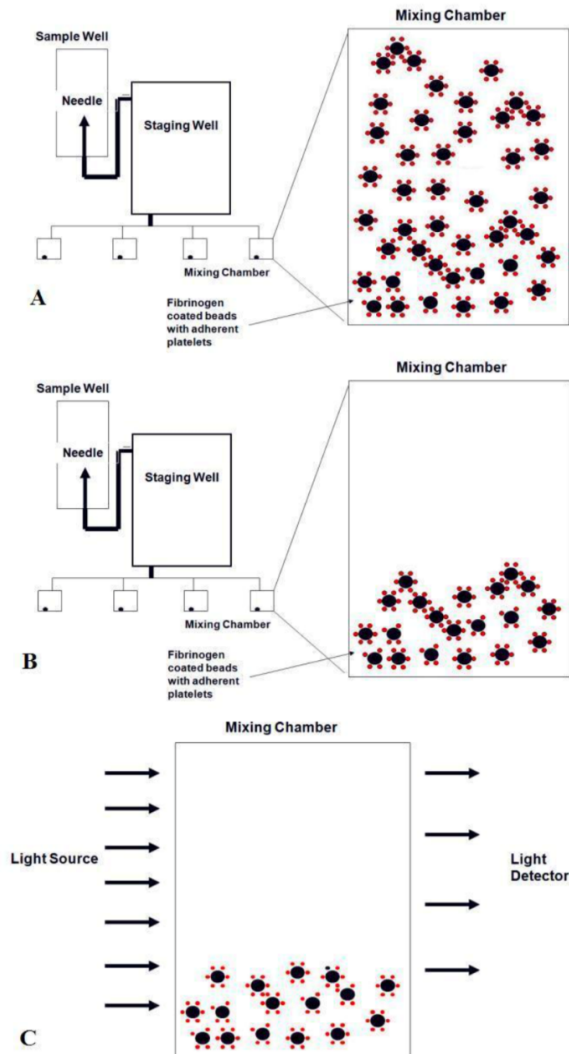 Mixing Chamber
Sample Well
Needle
Staging Well
Mixing Chamber
A
Fibrinogen
coated beads
with adherent
platelets
Mixing Chamber
Sample Well
Needle
Staging Well
Mixing Chamber
B
Fibrinogen
coated beads
with adherent
platelets
Mixing Chamber
Light Source
Light
Detector
C